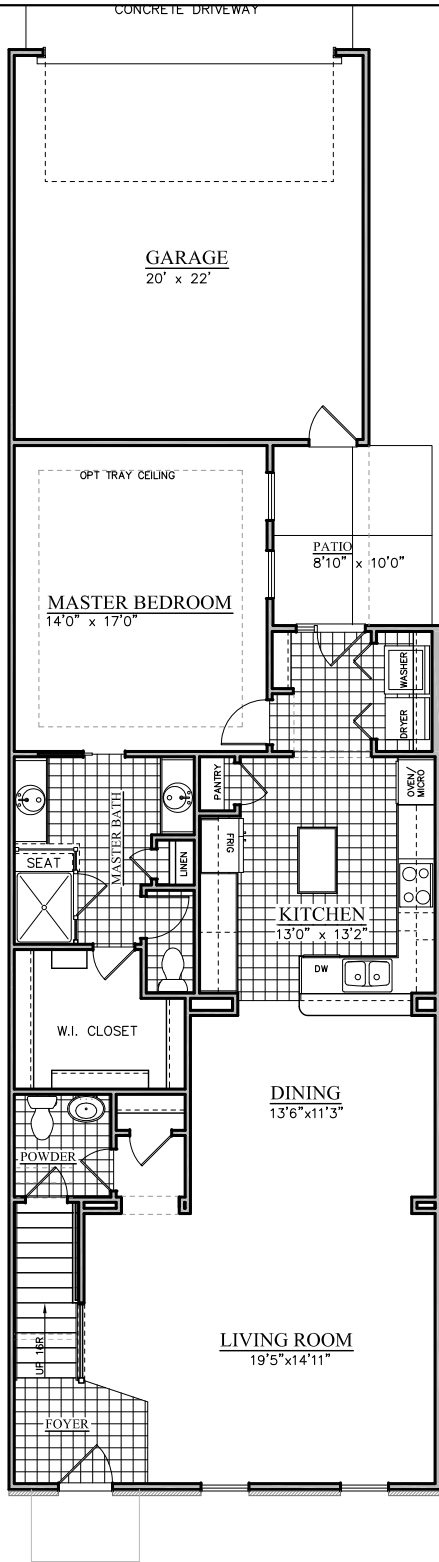 CONCRETE DRIVEWAY
GARAGE
20' x 22'
OPT TRAY CEILING
PATIO
8'10" x 10'0"
MASTER BEDROOM
14'0" x 17'0"
WASHER
DRYER
PANTRY
OVEN/
MICRO
MASTER BATH
FRIG
SEAT
LINEN
KITCHEN
13'0" x 13'2"
DW
W.I. CLOSET
DINING
13'6"x11'3"
POWDER
LIVING ROOM
19'5"x14'11"
UP 16R
FOYER